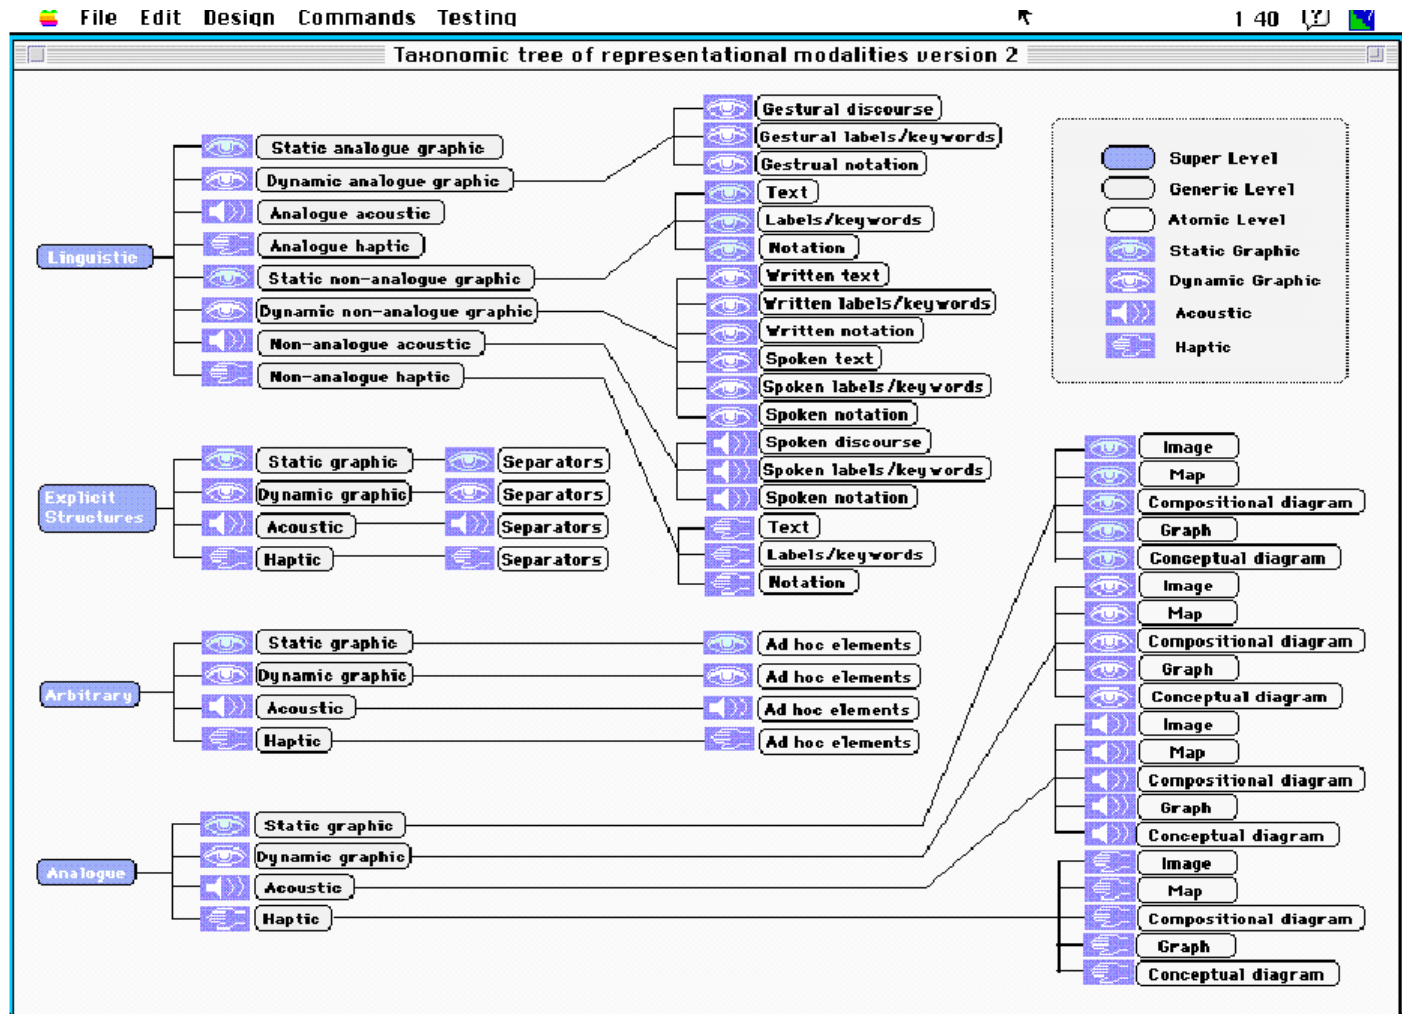 File Edit Design Commands Testing 1 40
Taxonomic tree of representational modalities version 2
Linguistic
Static analogue graphic
Dynamic analogue graphic
Analogue acoustic
Analogue haptic
Static non-analogue graphic
Dynamic non-analogue graphic
Non-analogue acoustic
Non-analogue haptic
Gestural discourse
Gestural labels/keywords
Gestrual notation
Text
Labels/keywords
Notation
Written text
Written labels/keywords
Written notation
Spoken text
Spoken labels/keywords
Spoken notation
Spoken discourse
Spoken labels/keywords
Spoken notation
Text
Labels/keywords
Notation
Super Level
Generic Level
Atomic Level
Static Graphic
Dynamic Graphic
Acoustic
Haptic
Explicit
Structures
Static graphic
Separators
Dynamic graphic
Separators
Acoustic
Separators
Haptic
Separators
Arbitrary
Static graphic
Ad hoc elements
Dynamic graphic
Ad hoc elements
Acoustic
Ad hoc elements
Haptic
Ad hoc elements
Analogue
Static graphic
Dynamic graphic
Acoustic
Haptic
Image
Map
Compositional diagram
Graph
Conceptual diagram
Image
Map
Compositional diagram
Graph
Conceptual diagram
Image
Map
Compositional diagram
Graph
Conceptual diagram
Image
Map
Compositional diagram
Graph
Conceptual diagram